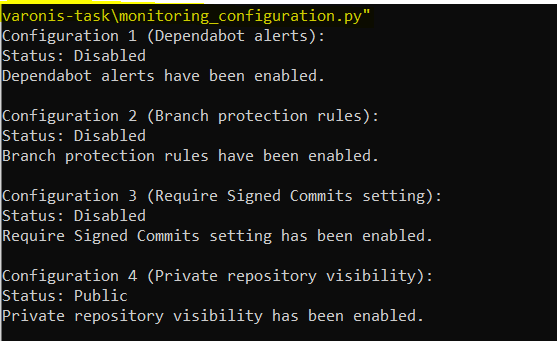 varonis-task\monitoring_configuration.py"
Configuration 1 (Dependabot alerts):
Status: Disabled
Dependabot alerts have been enabled.
Configuration 2 (Branch protection rules):
Status: Disabled
Branch protection rules have been enabled.
Configuration 3 (Require Signed Commits setting):
Status: Disabled
Require Signed Commits setting has been enabled.
Configuration 4 (Private repository visibility):
Status: Public
Private repository visibility has been enabled.